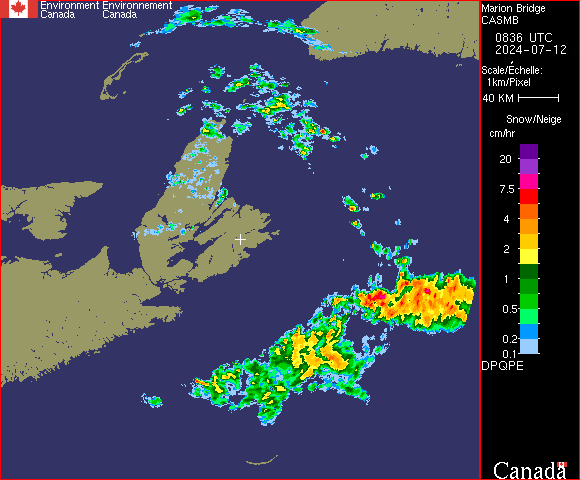 Environment Environnement
Canada Canada
Marion Bridge
CASMB
0836 UTC
2024-07-12
Scale/Échelle:
1km/Pixel
40 KM
Snow/Neige
cm/hr
20
7.5
4
2
1
0.5
0.2
0.1
DPQPE
Canada